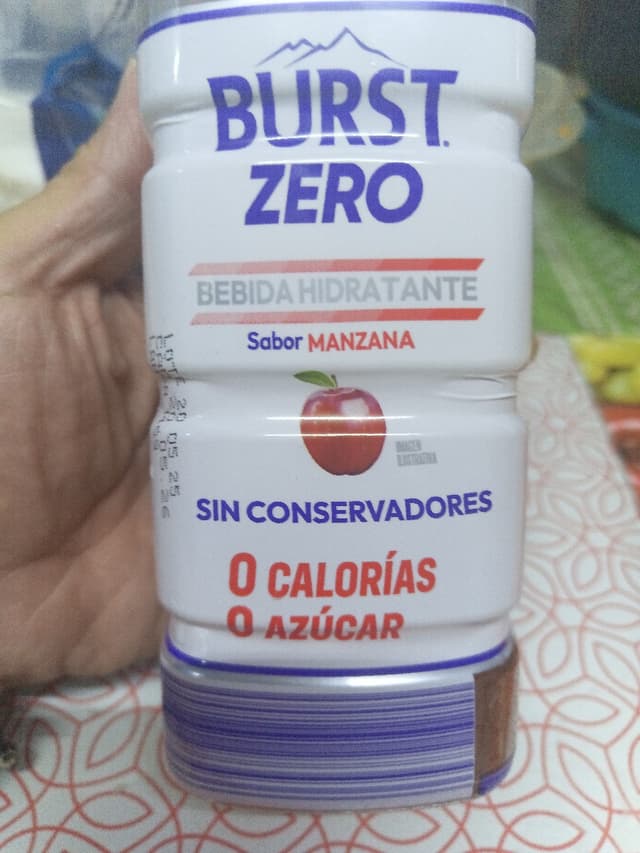 BURST.
ZERO
BEBIDA HIDRATANTE
Sabor MANZANA
IMAGEN
ILUSTRATIVA
SIN CONSERVADORES
0 CALORÍAS
0 AZÚCAR